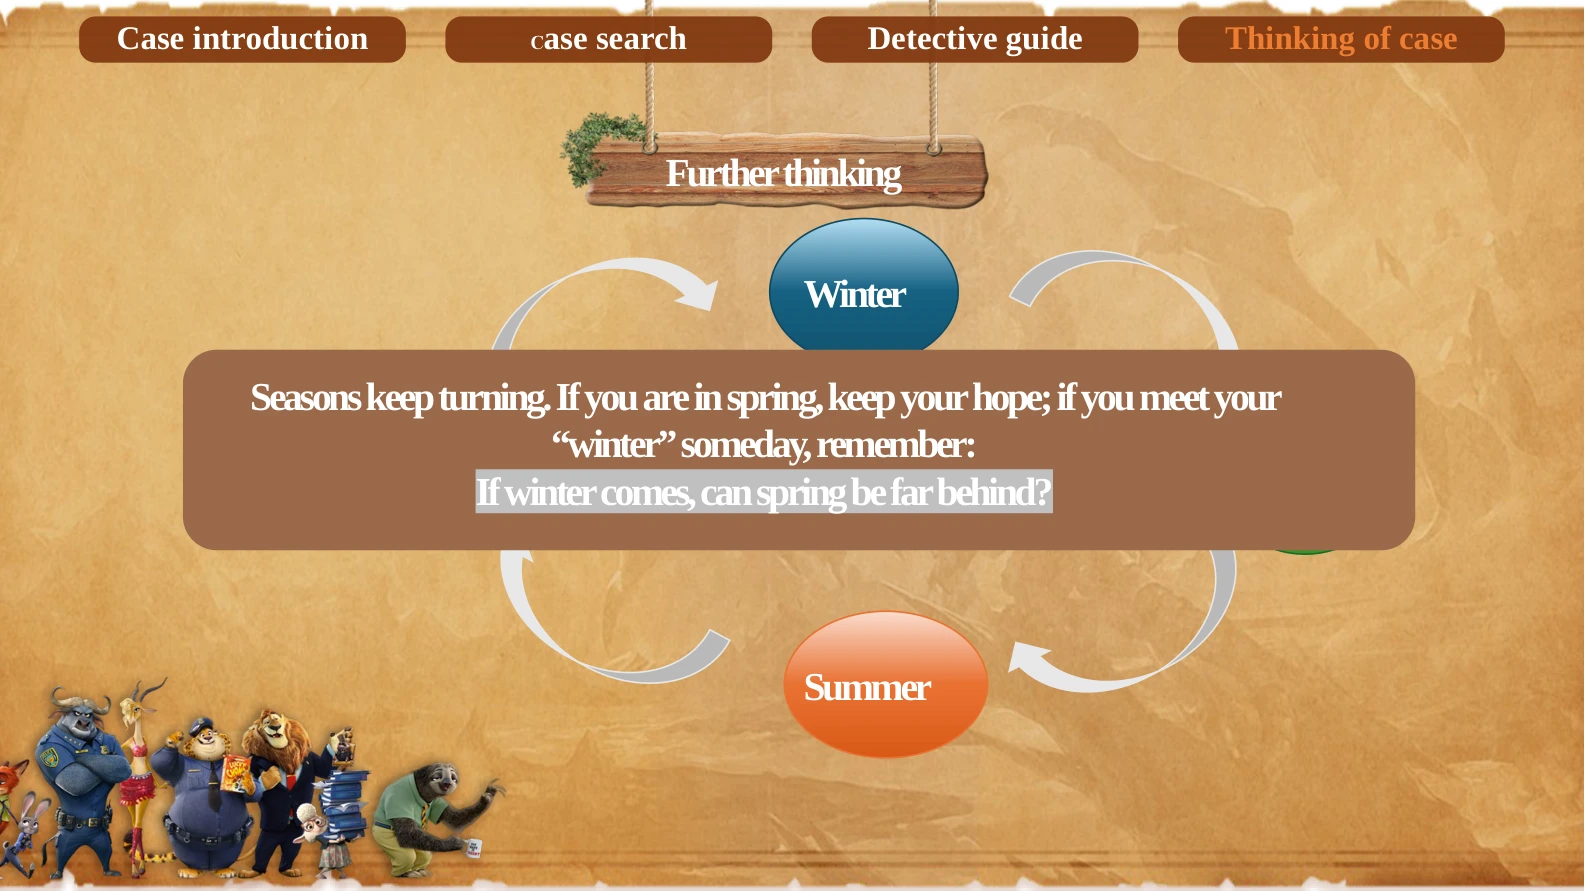 Case introduction
case search
Detective guide
Thinking of case
Further thinking
Winter
Seasons keep turning. If you are in spring, keep your hope; if you meet your
“winter” someday, remember:
If winter comes, can spring be far behind?
Summer